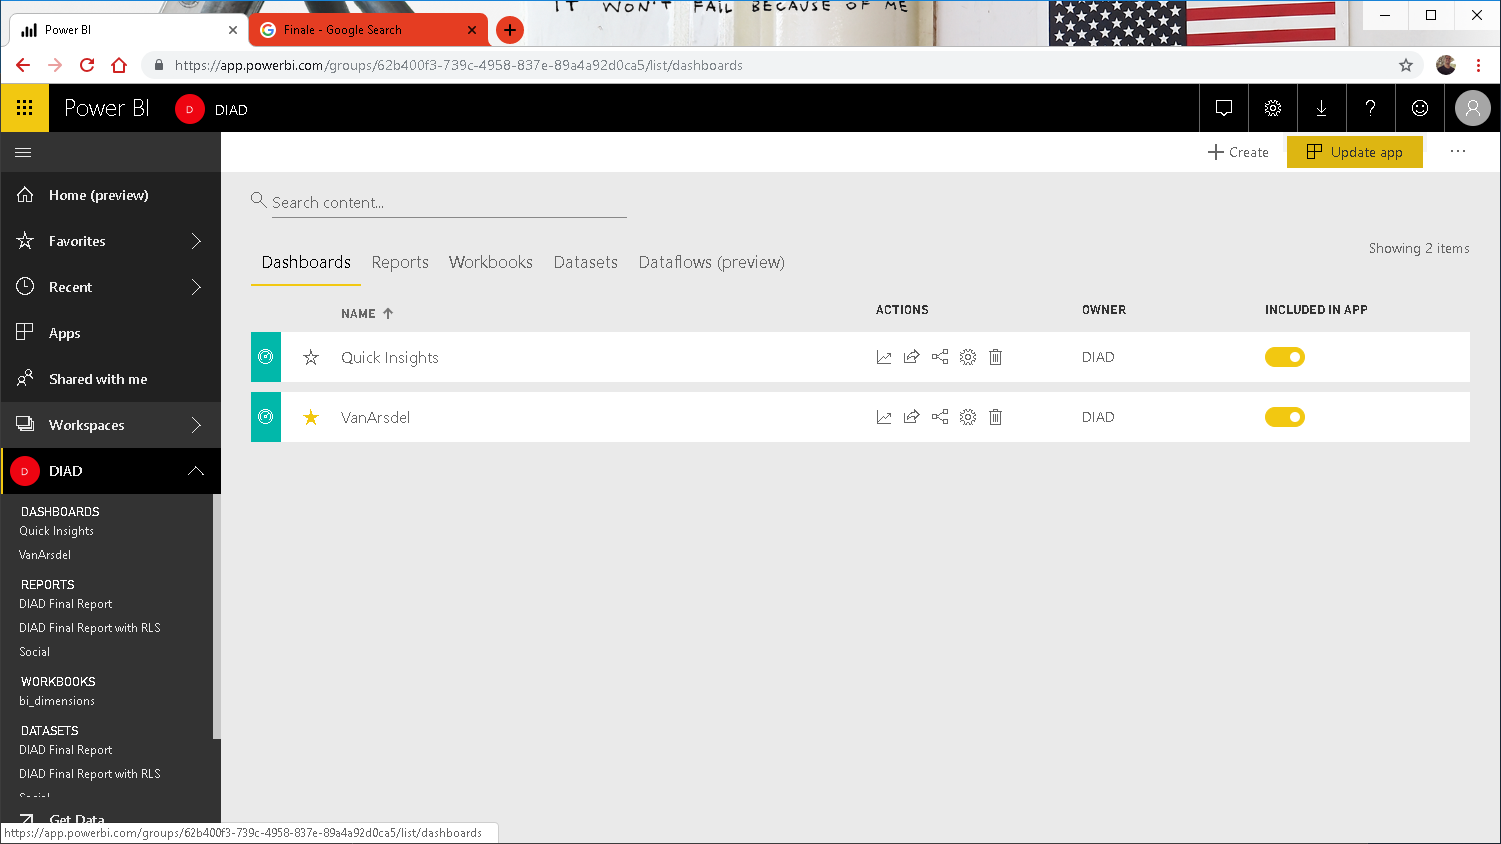 IT WON'T FAIL BECAUSE OF ME
Power BI
Finale - Google Search
https://app.powerbi.com/groups/62b400f3-739c-4958-837e-89a4a92d0ca5/list/dashboards
Power BI
D
DIAD
Create
Update app
Home (preview)
Search content...
Favorites
Showing 2 items
Dashboards
Reports
Workbooks
Datasets
Dataflows (preview)
Recent
NAME
ACTIONS
OWNER
INCLUDED IN APP
Apps
Quick Insights
DIAD
Shared with me
VanArsdel
DIAD
Workspaces
D
DIAD
DASHBOARDS
Quick Insights
VanArsdel
REPORTS
DIAD Final Report
DIAD Final Report with RLS
Social
WORKBOOKS
bi_dimensions
DATASETS
DIAD Final Report
DIAD Final Report with RLS
Social
Get Data
https://app.powerbi.com/groups/62b400f3-739c-4958-837e-89a4a92d0ca5/list/dashboards